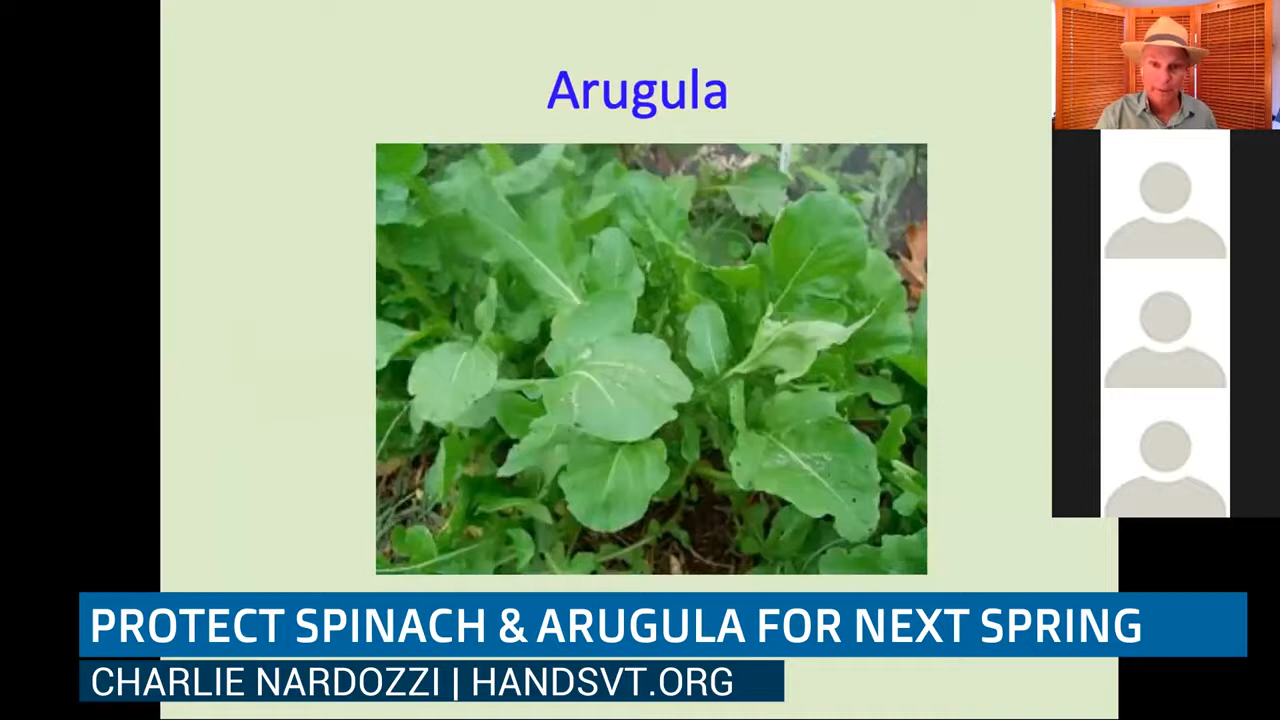 Arugula
PROTECT SPINACH & ARUGULA FOR NEXT SPRING
CHARLIE NARDOZZI | HANDSVT.ORG